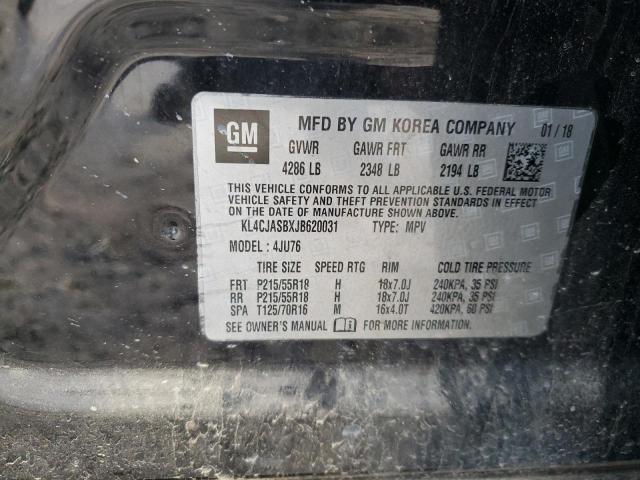 GM MFD BY GM KOREA COMPANY 01/18
GVWR GAWR FRT GAWR RR
4286 LB 2348 LB 2194 LB
THIS VEHICLE CONFORMS TO ALL APPLICABLE U.S. FEDERAL MOTOR
VEHICLE SAFETY AND THEFT PREVENTION STANDARDS IN EFFECT ON
THE DATE OF MANUFACTURE SHOWN ABOVE.
KL4CJASBXJB620031 TYPE: MPV
MODEL : 4JU76
TIRE SIZE SPEED RTG RIM COLD TIRE PRESSURE
FRT P215/55R18 H 18x7.0J 240KPA, 35 PSI
RR P215/55R18 H 18x7.0J 240KPA, 35 PSI
SPA T125/70R16 M 16x4.0T 420KPA, 60 PSI
SEE OWNER'S MANUAL FOR MORE INFORMATION.